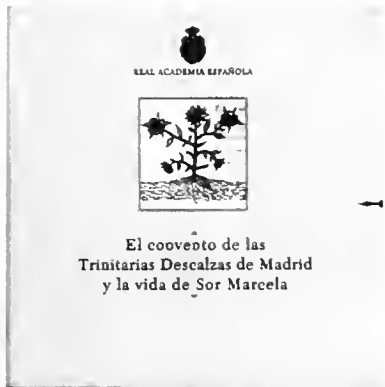 REAL ACADEMIA ESPAÑOLA
El convento de las
Trinitarias Descalzas de Madrid
y la vida de Sor Marcela